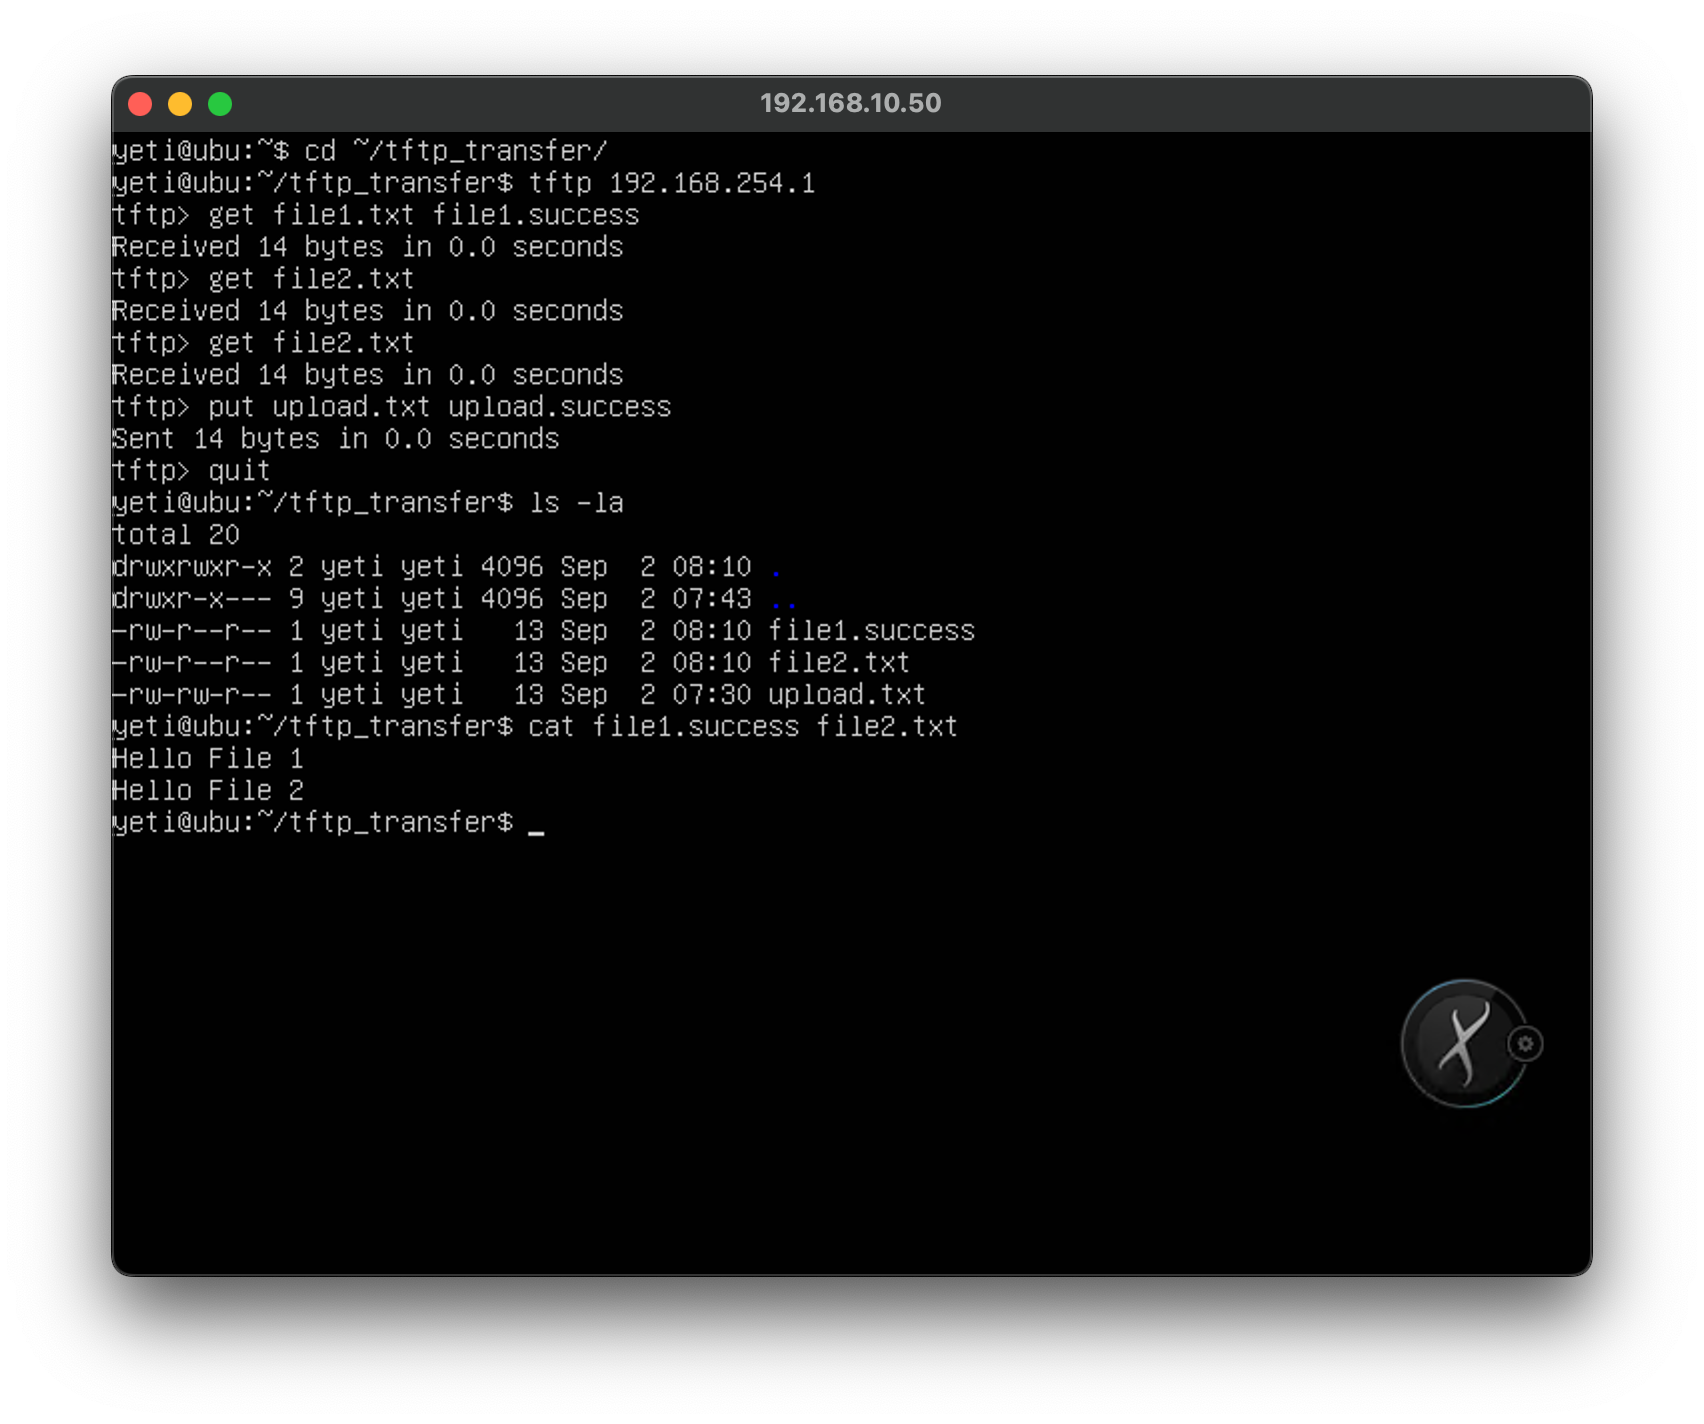 192.168.10.50
yeti@ubu:~$ cd ~/tftp_transfer/
yeti@ubu:~/tftp_transfer$ tftp 192.168.254.1
tftp> get file1.txt file1.success
Received 14 bytes in 0.0 seconds
tftp> get file2.txt
Received 14 bytes in 0.0 seconds
tftp> get file2.txt
Received 14 bytes in 0.0 seconds
tftp> put upload.txt upload.success
Sent 14 bytes in 0.0 seconds
tftp> quit
yeti@ubu:~/tftp_transfer$ ls -la
total 20
drwxrwxr-x 2 yeti yeti 4096 Sep  2 08:10 .
drwxr-x--- 9 yeti yeti 4096 Sep  2 07:43 ..
-rw-r--r-- 1 yeti yeti   13 Sep  2 08:10 file1.success
-rw-r--r-- 1 yeti yeti   13 Sep  2 08:10 file2.txt
-rw-rw-r-- 1 yeti yeti   13 Sep  2 07:30 upload.txt
yeti@ubu:~/tftp_transfer$ cat file1.success file2.txt
Hello File 1
Hello File 2
yeti@ubu:~/tftp_transfer$ _